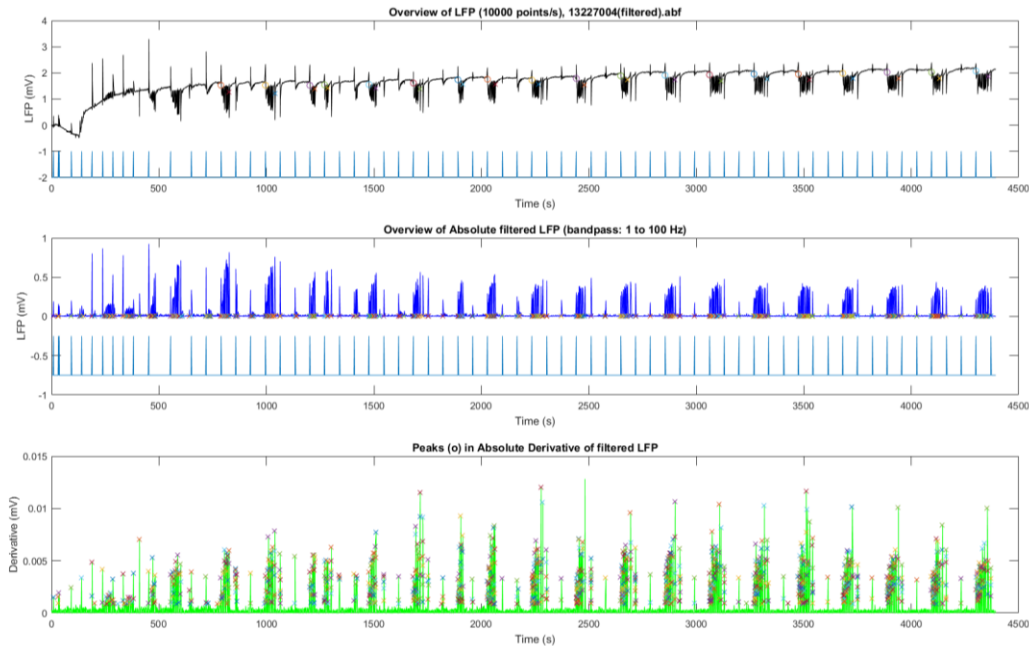 Overview of LFP (10000 points/s), 13227004(filtered).abf
LFP (mV)
4
3
2
1
0
-1
-2
0 500 1000 1500 2000 2500 3000 3500 4000 4500
Time (s)
Overview of Absolute filtered LFP (bandpass: 1 to 100 Hz)
LFP (mV)
1
0.5
0
-0.5
-1
0 500 1000 1500 2000 2500 3000 3500 4000 4500
Time (s)
Peaks (o) in Absolute Derivative of filtered LFP
Derivative (mV)
0.015
0.01
0.005
0
0 500 1000 1500 2000 2500 3000 3500 4000 4500
Time (s)